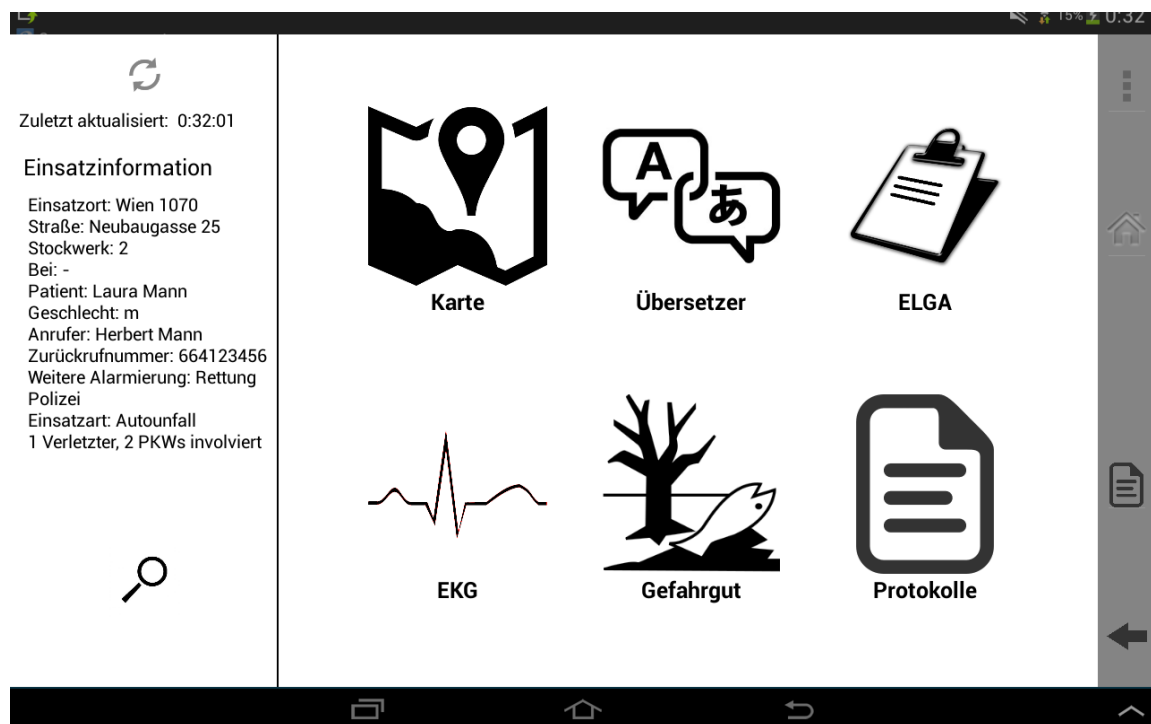 15% 0:32
Zuletzt aktualisiert: 0:32:01
Einsatzinformation
Einsatzort: Wien 1070
Straße: Neubaugasse 25
Stockwerk: 2
Bei: -
Patient: Laura Mann
Geschlecht: m
Anrufer: Herbert Mann
Zurückrufnummer: 664123456
Weitere Alarmierung: Rettung
Polizei
Einsatzart: Autounfall
1 Verletzter, 2 PKWs involviert
A あ
Karte Übersetzer ELGA
EKG Gefahrgut Protokolle